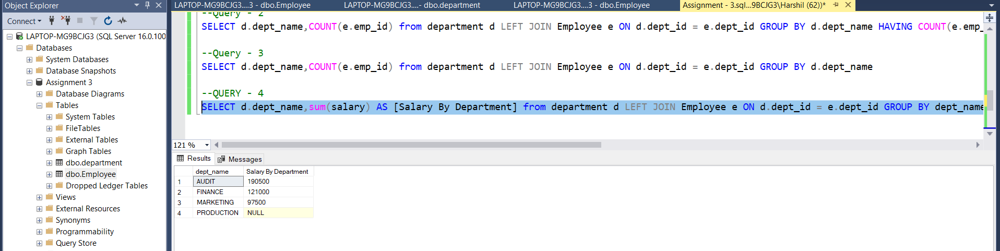 Object Explorer
Connect
LAPTOP-MG9BCJG3 (SQL Server 16.0.100
Databases
System Databases
Database Snapshots
Assignment 3
Database Diagrams
Tables
System Tables
FileTables
External Tables
Graph Tables
dbo.department
dbo.Employee
Dropped Ledger Tables
Views
External Resources
Synonyms
Programmability
Query Store
LAPTOP-MG9BCJG3....3 - dbo.Employee
LAPTOP-MG9BCJG3....- dbo.department
LAPTOP-MG9BCJG3....3 - dbo.Employee
Assignment - 3.sql...9BCJG3\Harshil (62))*
--Query - 2
SELECT d.dept_name,COUNT(e.emp_id) from department d LEFT JOIN Employee e ON d.dept_id = e.dept_id GROUP BY d.dept_name HAVING COUNT(e.emp_
--Query - 3
SELECT d.dept_name,COUNT(e.emp_id) from department d LEFT JOIN Employee e ON d.dept_id = e.dept_id GROUP BY d.dept_name
--QUERY - 4
SELECT d.dept_name,sum(salary) AS [Salary By Department] from department d LEFT JOIN Employee e ON d.dept_id = e.dept_id GROUP BY dept_name
121 %
Results Messages
dept_name Salary By Department
1 AUDIT 190500
2 FINANCE 121000
3 MARKETING 97500
4 PRODUCTION NULL